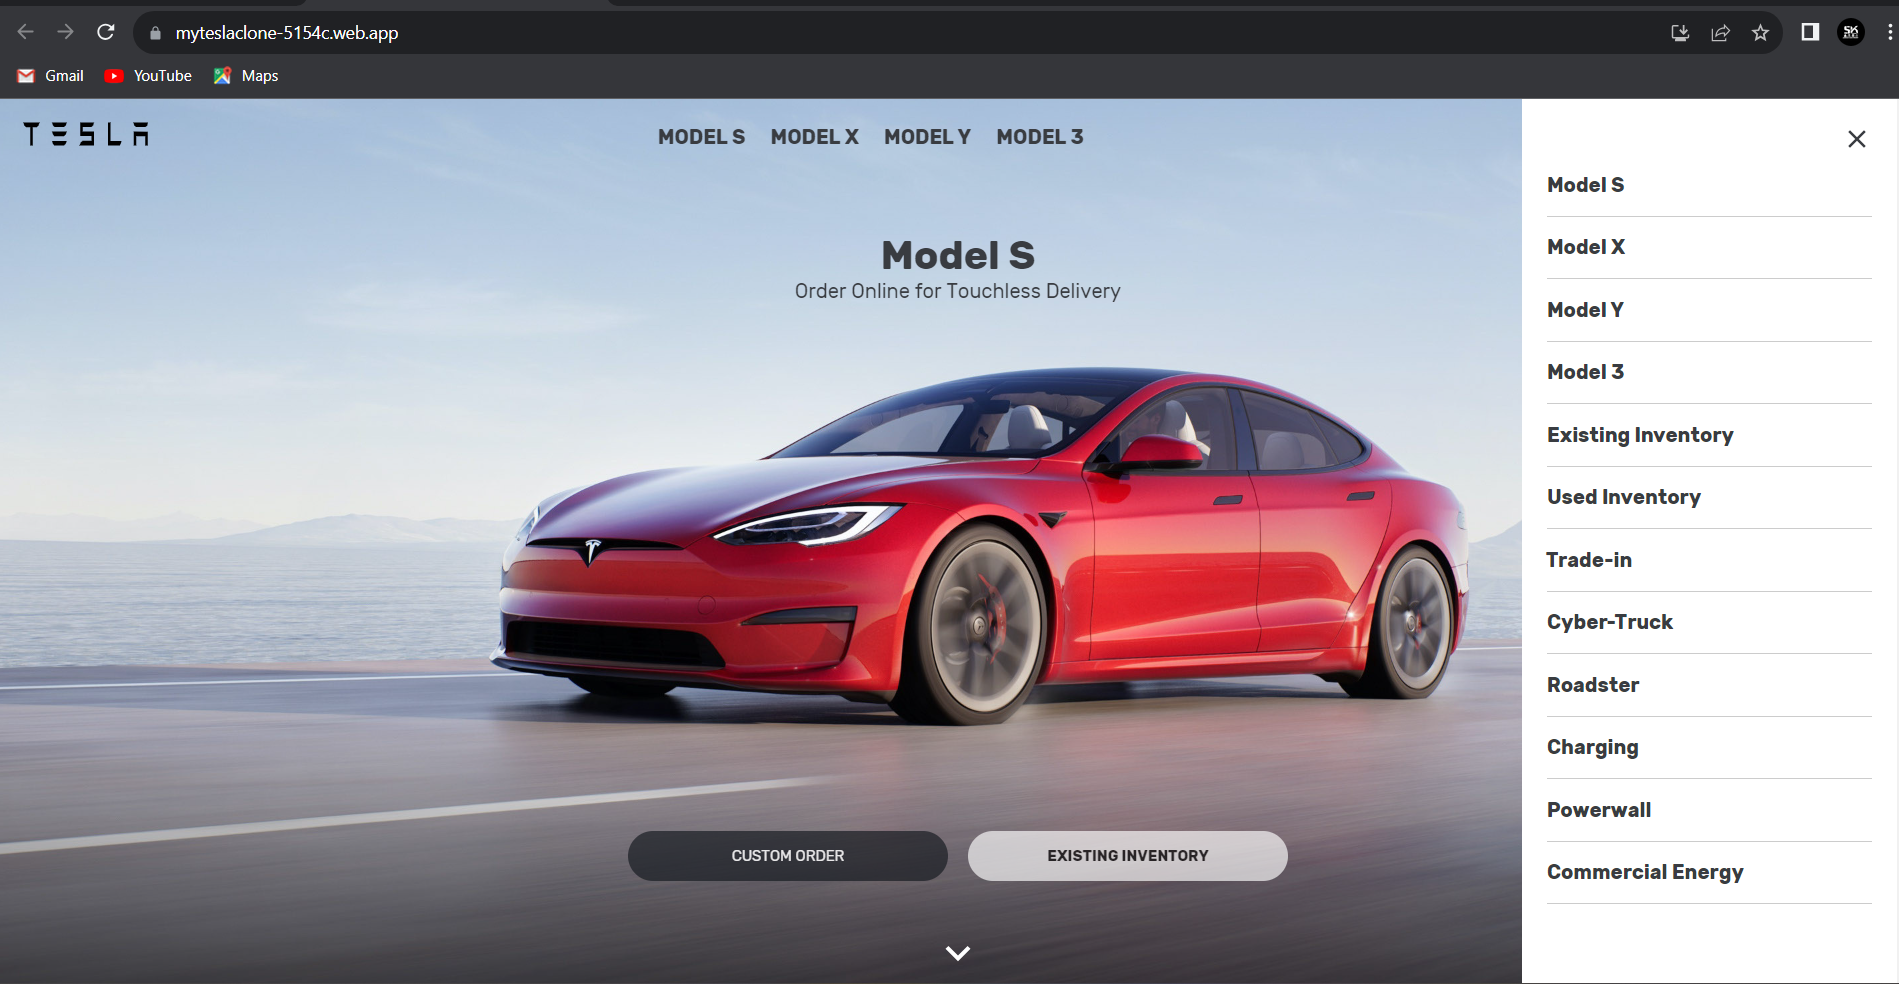 myteslaclone-5154c.web.app
SK
Gmail YouTube Maps
TESLA
MODEL S MODEL X MODEL Y MODEL 3
Model S
Order Online for Touchless Delivery
CUSTOM ORDER EXISTING INVENTORY
Model S
Model X
Model Y
Model 3
Existing Inventory
Used Inventory
Trade-in
Cyber-Truck
Roadster
Charging
Powerwall
Commercial Energy